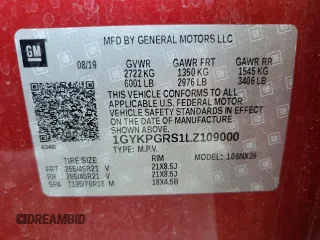 GM
MFD BY GENERAL MOTORS LLC
08/19 GVWR GAWR FRT GAWR RR
2722 KG 1350 KG 1545 KG
6001 LB 2976 LB 3406 LB
THIS VEHICLE CONFORMS TO ALL
APPLICABLE U.S. FEDERAL MOTOR
VEHICLE SAFETY STANDARDS IN
EFFECT ON THE DATE OF
MANUFACTURE SHOWN ABOVE.
1GYKPGRS1LZ109000
TYPE: M.P.V. MODEL:
TIRE SIZE RIM
FRT 265/45R21 V 21X8.5J
RR 265/45R21 V 21X8.5J
SPA T135/70R18 M 18X4.5B
DREAMBID